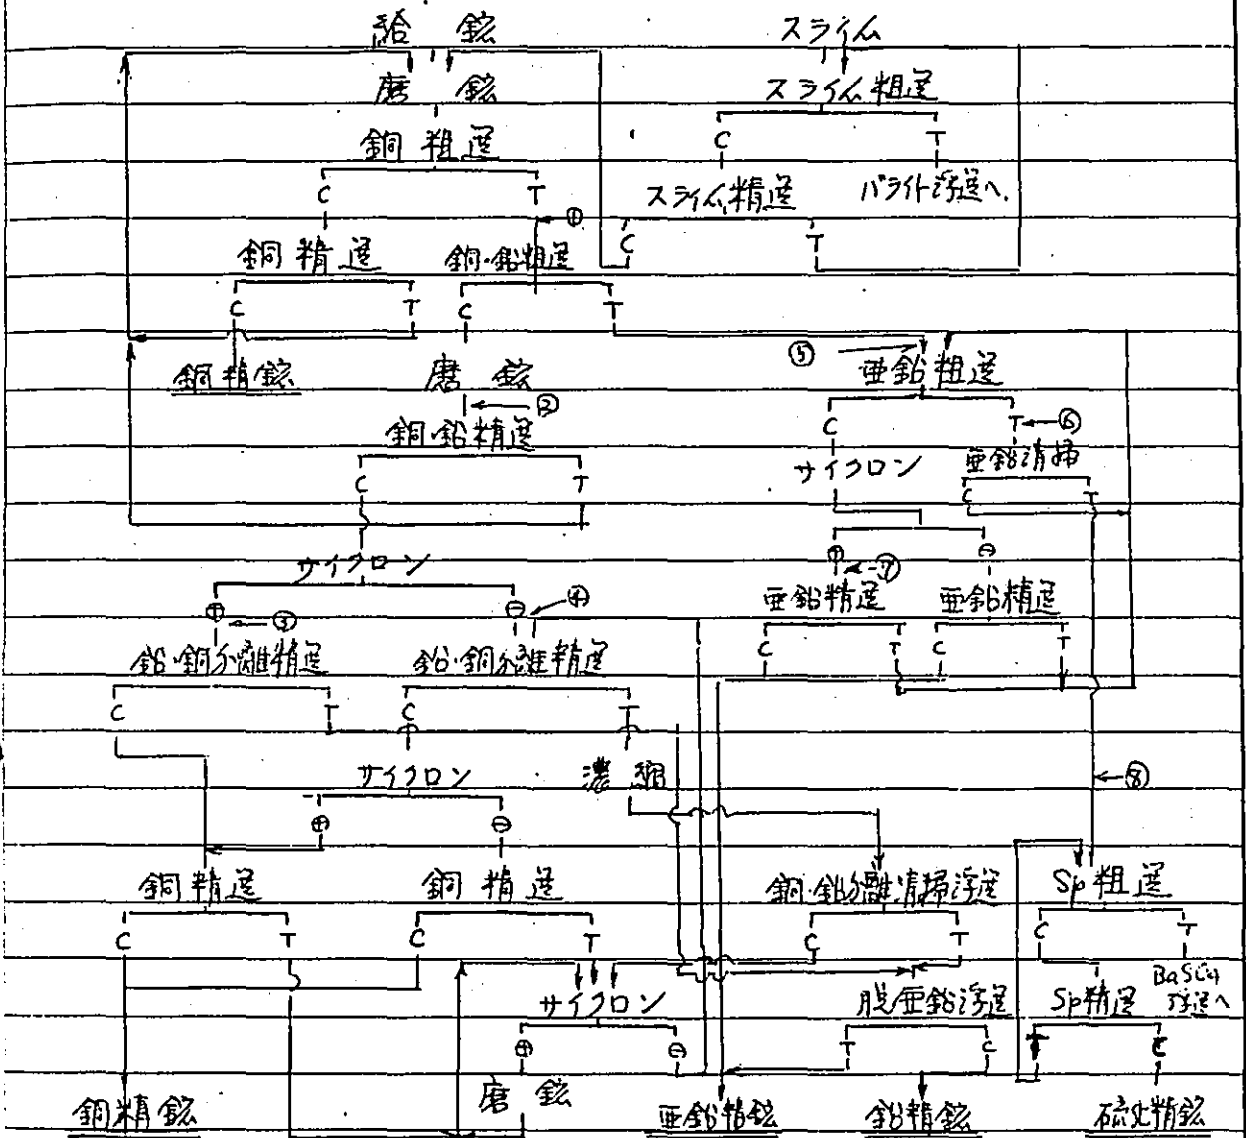 給鉱 スライム
磨鉱 スライム粗選
C T
銅粗選
C T スライム精選 バライト浮選へ.
①
C T
銅精選 銅・鉛粗選
C T C T
⑤
銅精鉱 磨鉱 亜鉛粗選
② C T ⑥
銅・鉛精選
C T サイクロン 亜鉛清掃
C T
サイクロン ⊕ ⊖
⑦
⊕ ③ ⊖ ④ 亜鉛精選 亜鉛精選
C T C T
鉛・銅分離精選 鉛・銅分離精選
C T C T
サイクロン 濃縮 ⑧
⊕ ⊖
銅精選 銅精選 銅・鉛分離清掃浮選 Sp粗選
C T C T C T C T
サイクロン 脱亜鉛浮選 Sp精選 BaSO4浮選へ
⊕ ⊖ T C T C
磨鉱
銅精鉱 亜鉛精鉱 鉛精鉱 硫化精鉱